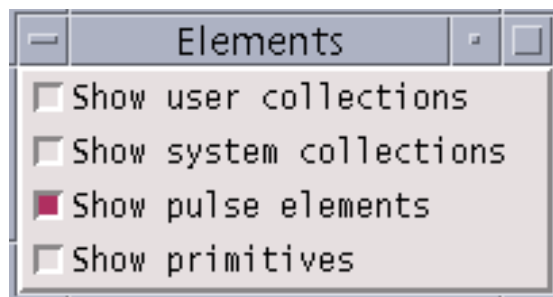 Elements
Show user collections
Show system collections
Show pulse elements
Show primitives